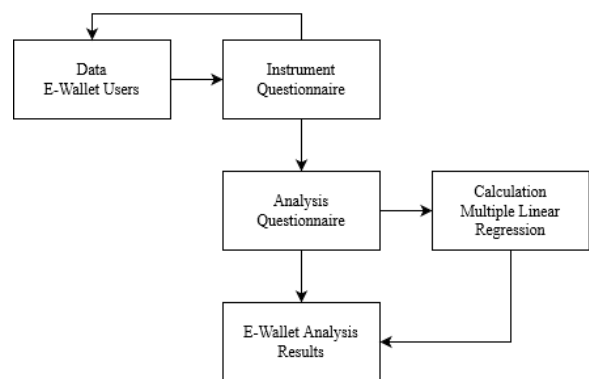 Data
E-Wallet Users
Instrument
Questionnaire
Analysis
Questionnaire
Calculation
Multiple Linear
Regression
E-Wallet Analysis
Results